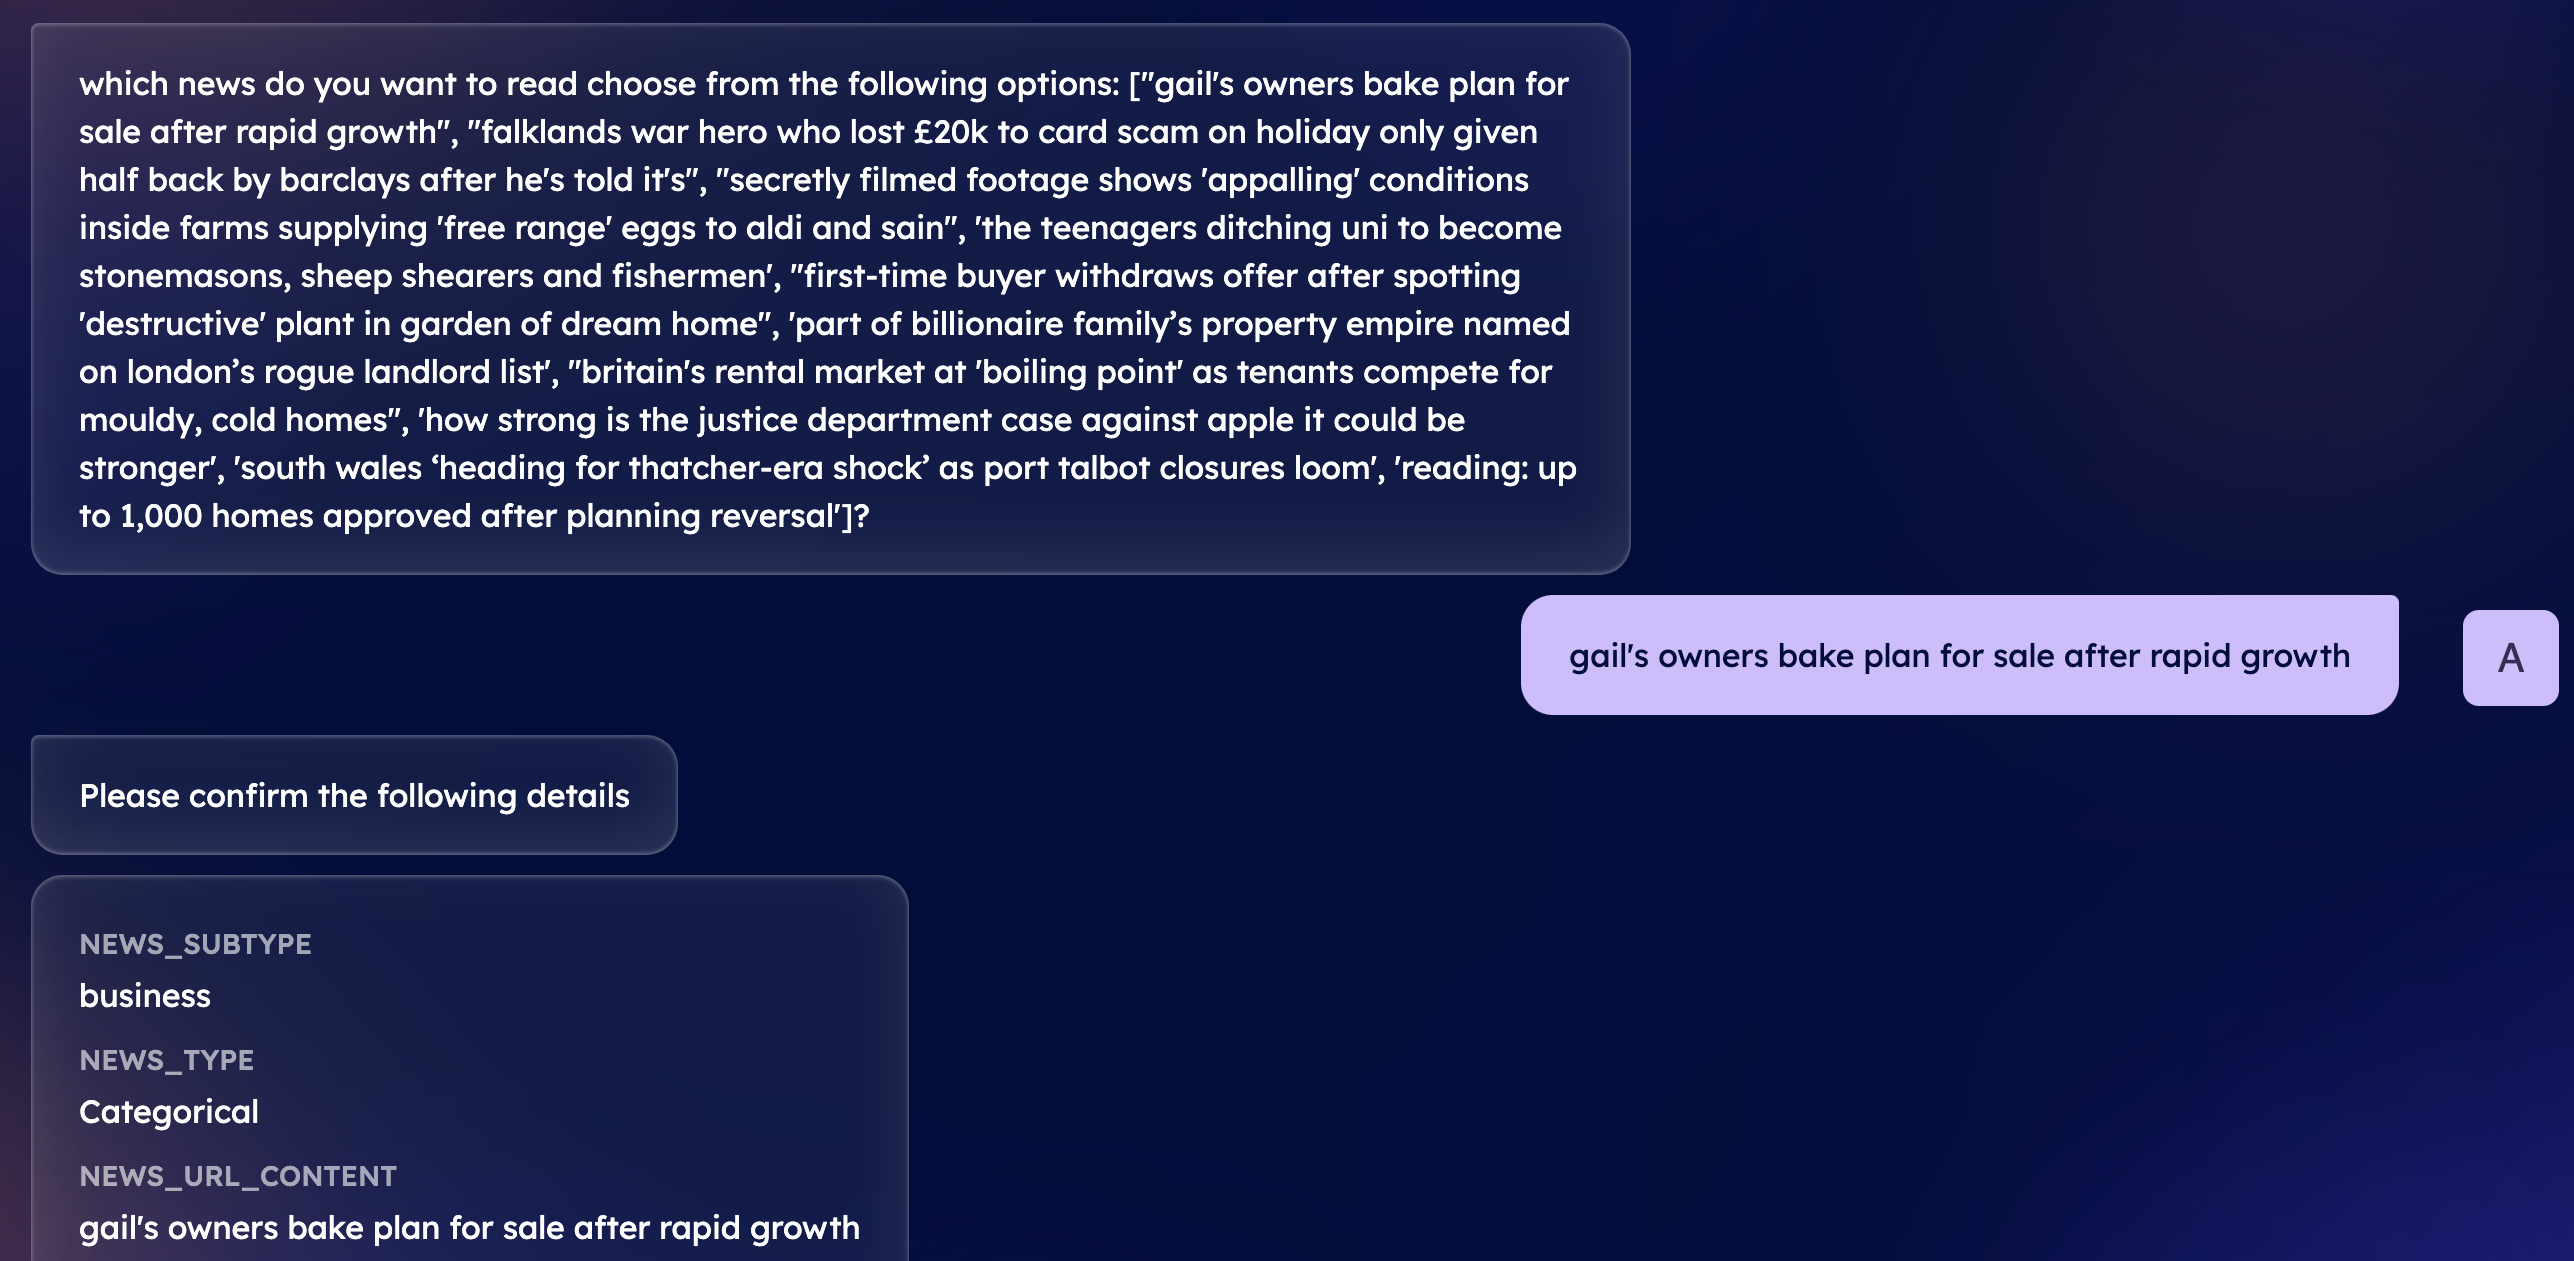 which news do you want to read choose from the following options: ["gail's owners bake plan for
sale after rapid growth", "falklands war hero who lost £20k to card scam on holiday only given
half back by barclays after he's told it's", "secretly filmed footage shows 'appalling' conditions
inside farms supplying 'free range' eggs to aldi and sain", 'the teenagers ditching uni to become
stonemasons, sheep shearers and fishermen', "first-time buyer withdraws offer after spotting
'destructive' plant in garden of dream home", 'part of billionaire family’s property empire named
on london’s rogue landlord list', "britain's rental market at 'boiling point' as tenants compete for
mouldy, cold homes", 'how strong is the justice department case against apple it could be
stronger', 'south wales ‘heading for thatcher-era shock’ as port talbot closures loom', 'reading: up
to 1,000 homes approved after planning reversal']?
gail's owners bake plan for sale after rapid growth
A
Please confirm the following details
NEWS_SUBTYPE
business
NEWS_TYPE
Categorical
NEWS_URL_CONTENT
gail's owners bake plan for sale after rapid growth